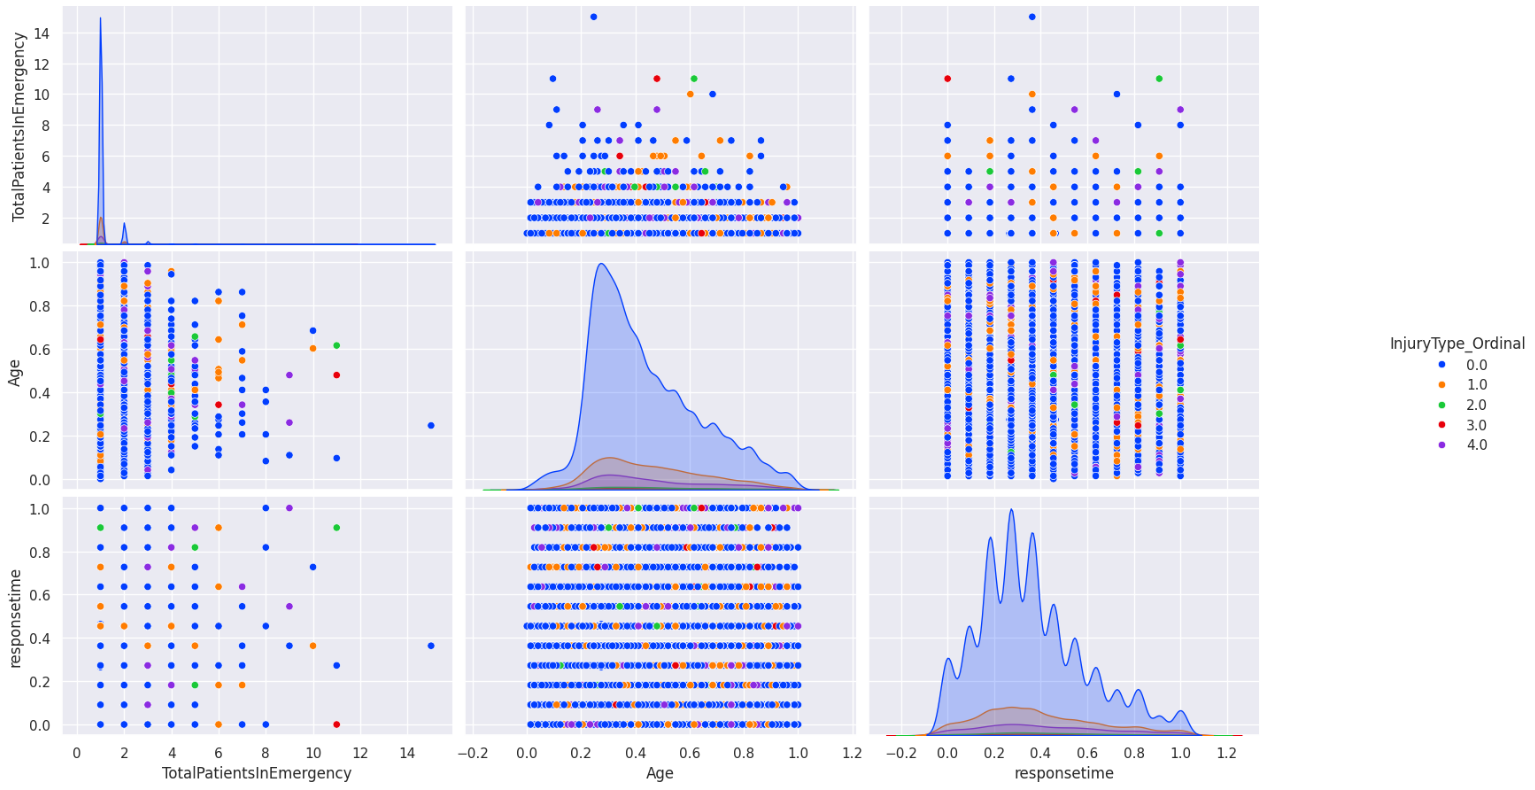 TotalPatientsInEmergency
14
12
10
8
6
4
2
Age
1.0
0.8
0.6
0.4
0.2
0.0
responsetime
1.0
0.8
0.6
0.4
0.2
0.0
0 2 4 6 8 10 12 14
TotalPatientsInEmergency
−0.2 0.0 0.2 0.4 0.6 0.8 1.0 1.2
Age
−0.2 0.0 0.2 0.4 0.6 0.8 1.0 1.2
responsetime
InjuryType_Ordinal
0.0
1.0
2.0
3.0
4.0